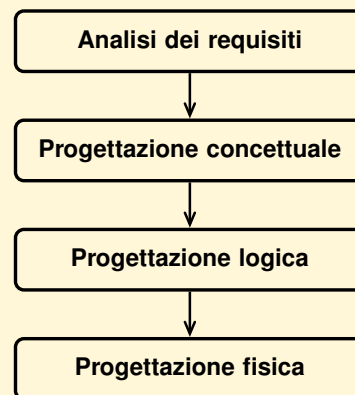 Analisi dei requisiti
Progettazione concettuale
Progettazione logica
Progettazione fisica